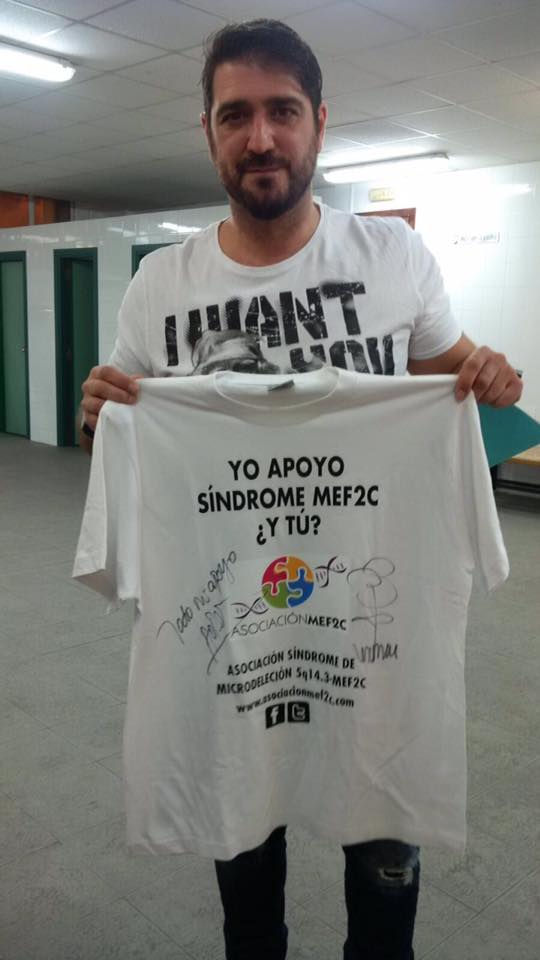 I WANT
YOU
YO APOYO
SÍNDROME MEF2C
¿Y TÚ?
Todo mi apoyo
ASOCIACIÓNMEF2C
ASOCIACIÓN SÍNDROME DE
MICRODELECIÓN 5q14.3-MEF2C
www.asociacionmef2c.com